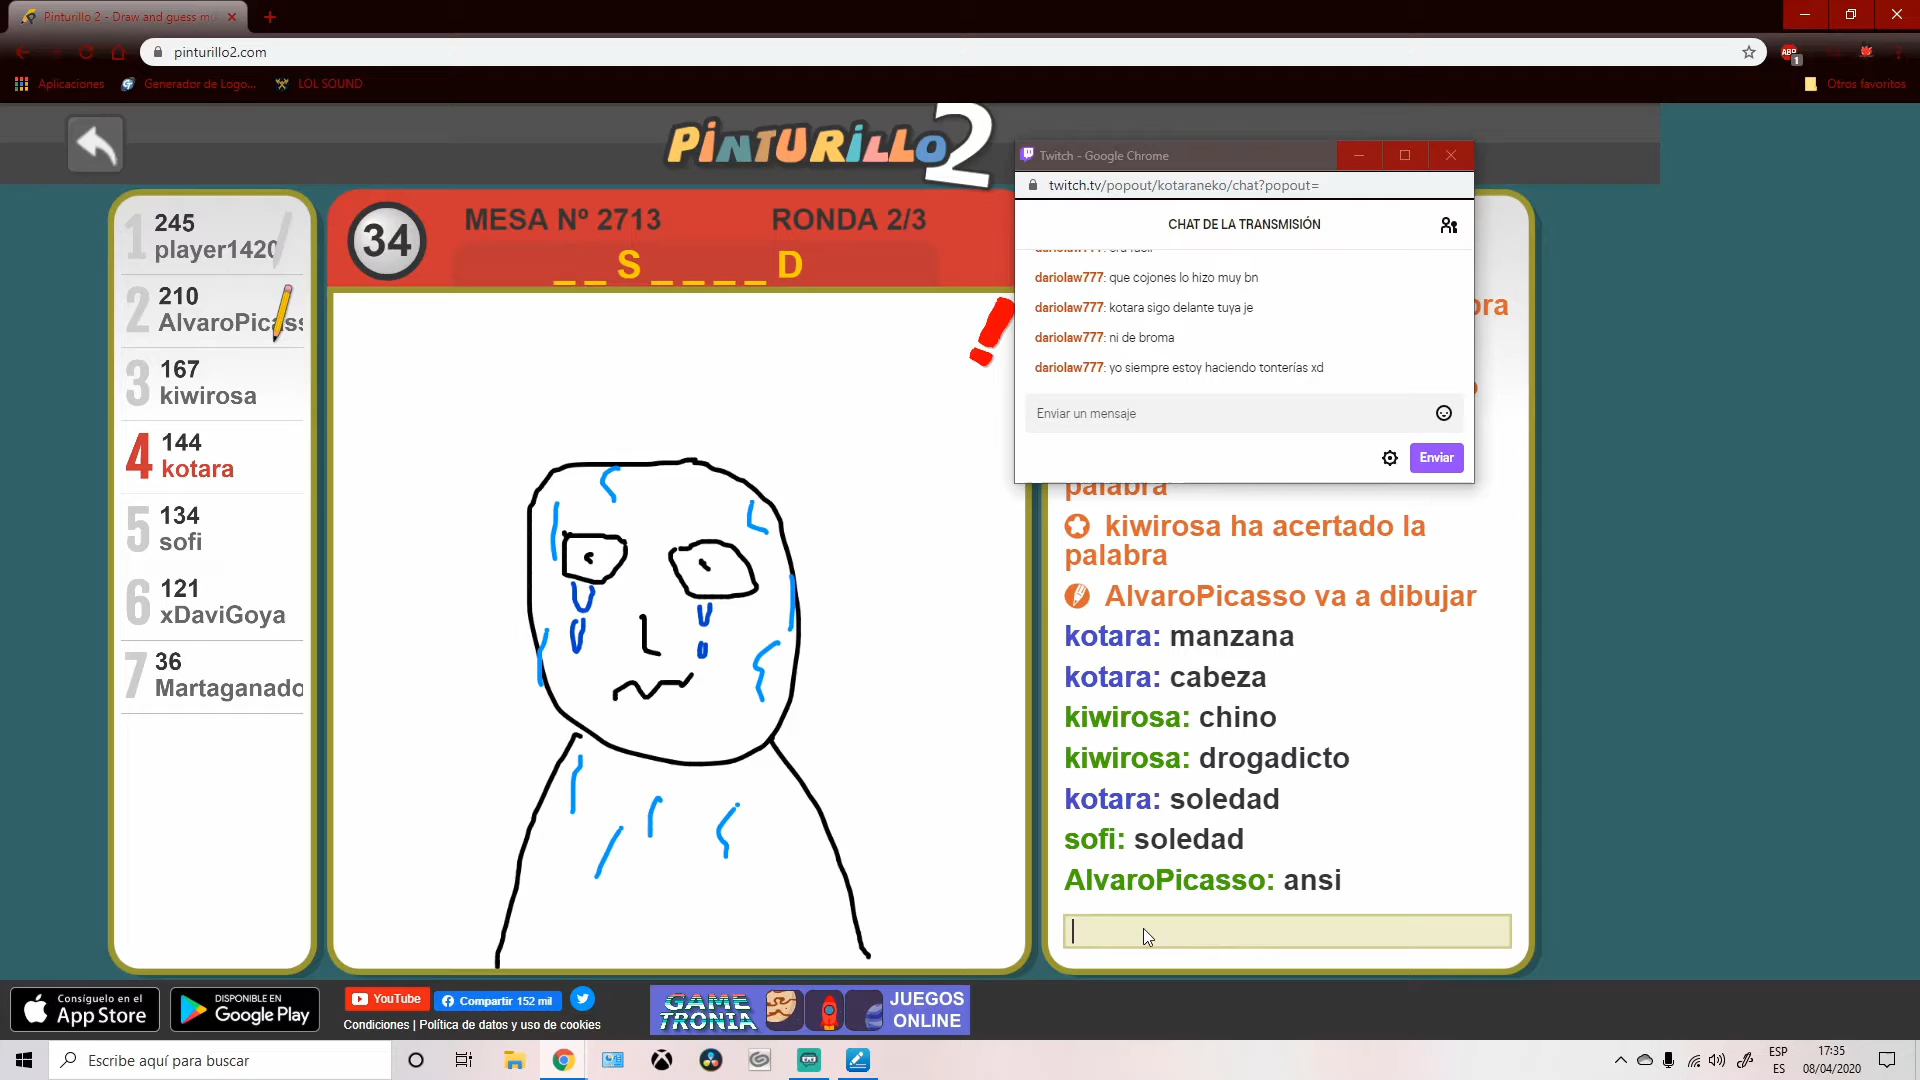 Pinturillo 2 - Draw and guess mu
pinturillo2.com
ABP
1
Aplicaciones
Generador de Logo...
LOL SOUND
Otros favoritos
PiNTURiLLo 2
1 245
player1420
2 210
AlvaroPicass
3 167
kiwirosa
4 144
kotara
5 134
sofi
6 121
xDaviGoya
7 36
Martaganado
34
MESA Nº 2713
RONDA 2/3
_ _ S _ _ _ _ D
!
Twitch - Google Chrome
twitch.tv/popout/kotaraneko/chat?popout=
CHAT DE LA TRANSMISIÓN
dariolaw777: era fácil
dariolaw777: que cojones lo hizo muy bn
dariolaw777: kotara sigo delante tuya je
dariolaw777: ni de broma
dariolaw777: yo siempre estoy haciendo tonterías xd
Enviar un mensaje
Enviar
palabra
kiwirosa ha acertado la
palabra
AlvaroPicasso va a dibujar
kotara: manzana
kotara: cabeza
kiwirosa: chino
kiwirosa: drogadicto
kotara: soledad
sofi: soledad
AlvaroPicasso: ansi
Consíguelo en el
App Store
DISPONIBLE EN
Google Play
YouTube
Compartir 152 mil
Condiciones | Política de datos y uso de cookies
GAME
TRONIA
JUEGOS
ONLINE
Escribe aquí para buscar
ESP
ES
17:35
08/04/2020